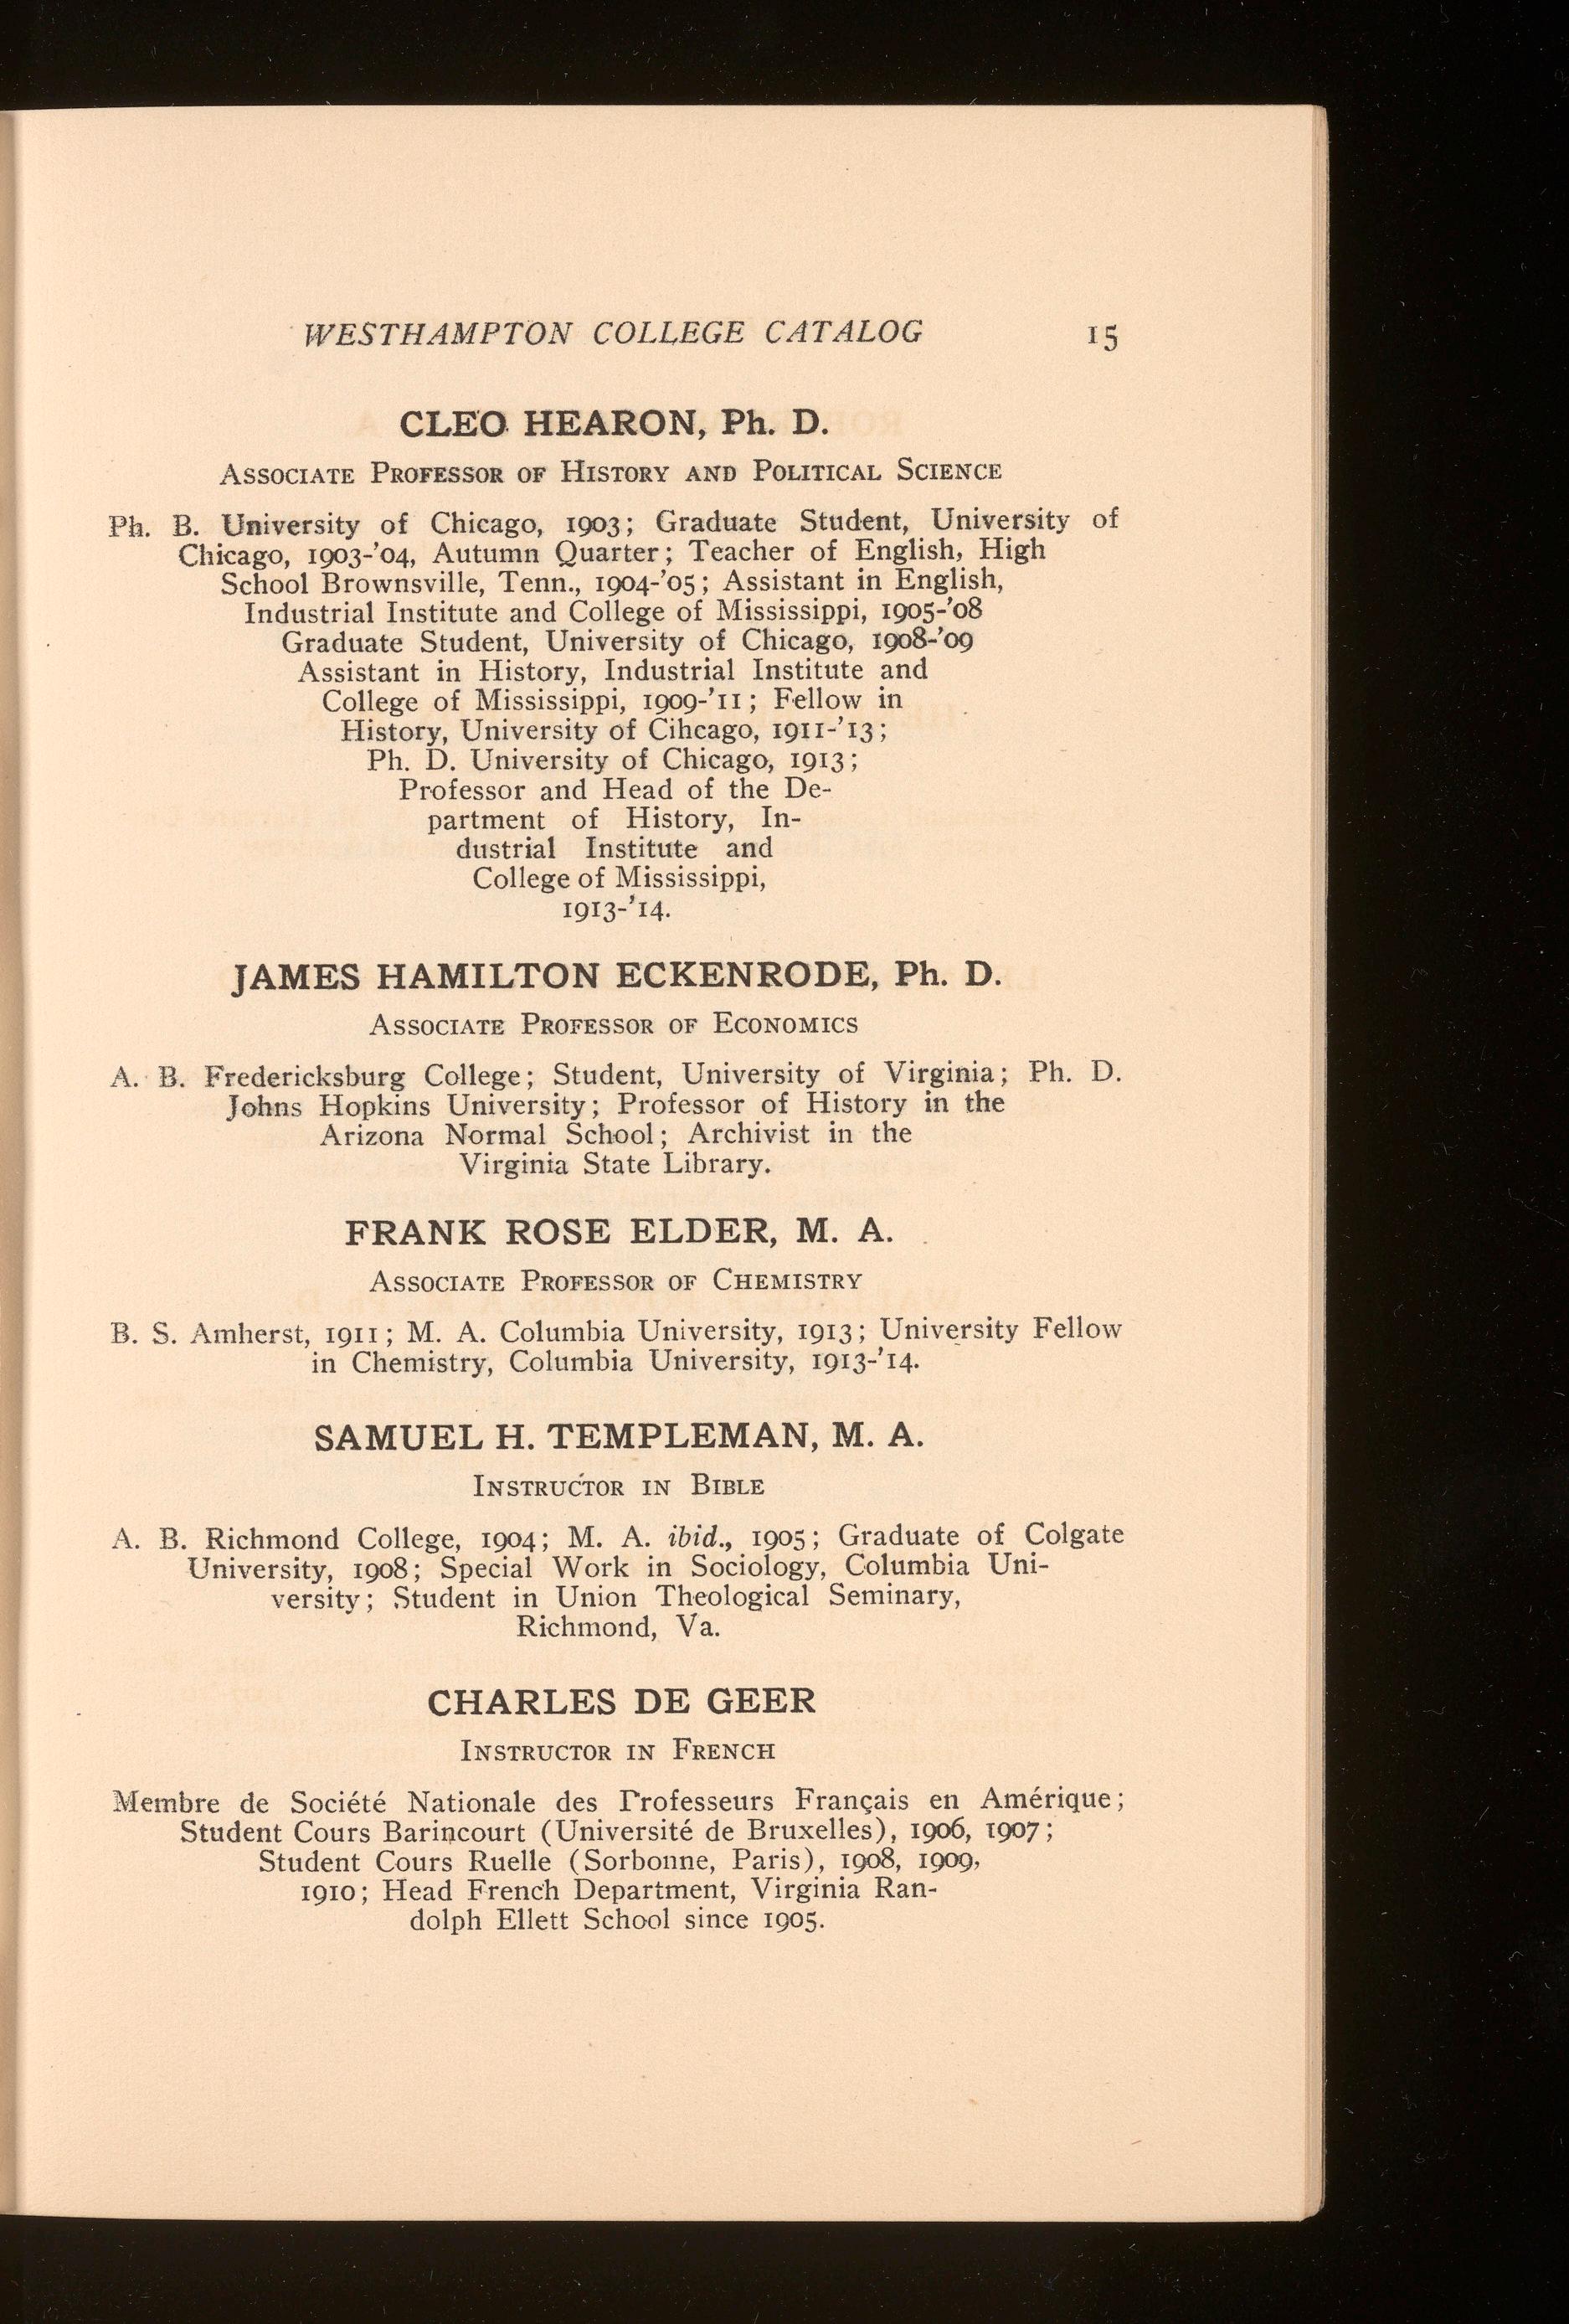 WESTHAMPTON COLLEGE CATALOG 15
CLEO HEARON, Ph. D.
ASSOCIATE PROFESSOR OF HISTORY AND POLITICAL SCIENCE
Ph. B. University of Chicago, 1903; Graduate Student, University of
Chicago, 1903-'04, Autumn Quarter; Teacher of English, High
School Brownsville, Tenn., 1904-'05; Assistant in English,
Industrial Institute and College of Mississippi, 1905-'08
Graduate Student, University of Chicago, 1908-'09
Assistant in History, Industrial Institute and
College of Mississippi, 1909-'11; Fellow in
History, University of Cihcago, 1911-'13;
Ph. D. University of Chicago, 1913;
Professor and Head of the De-
partment of History, In-
dustrial Institute and
College of Mississippi,
1913-'14.
JAMES HAMILTON ECKENRODE, Ph. D.
ASSOCIATE PROFESSOR OF ECONOMICS
A. B. Fredericksburg College; Student, University of Virginia; Ph. D.
Johns Hopkins University; Professor of History in the
Arizona Normal School; Archivist in the
Virginia State Library.
FRANK ROSE ELDER, M. A.
ASSOCIATE PROFESSOR OF CHEMISTRY
B. S. Amherst, 1911; M. A. Columbia University, 1913; University Fellow
in Chemistry, Columbia University, 1913-'14.
SAMUEL H. TEMPLEMAN, M. A.
INSTRUCTOR IN BIBLE
A. B. Richmond College, 1904; M. A. ibid., 1905; Graduate of Colgate
University, 1908; Special Work in Sociology, Columbia Uni-
versity; Student in Union Theological Seminary,
Richmond, Va.
CHARLES DE GEER
INSTRUCTOR IN FRENCH
Membre de Société Nationale des Professeurs Français en Amérique;
Student Cours Barincourt (Université de Bruxelles), 1906, 1907;
Student Cours Ruelle (Sorbonne, Paris), 1908, 1909,
1910; Head French Department, Virginia Ran-
dolph Ellett School since 1905.